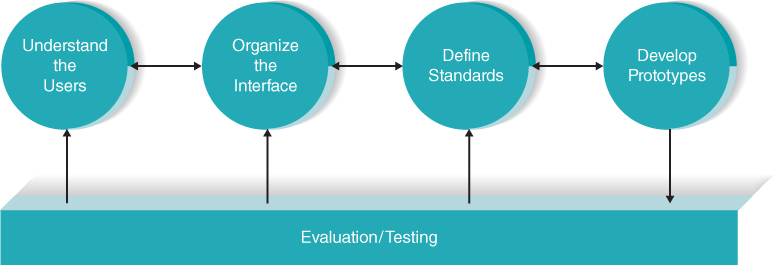 Understand
the
Users
Organize
the
Interface
Define
Standards
Develop
Prototypes
Evaluation/Testing